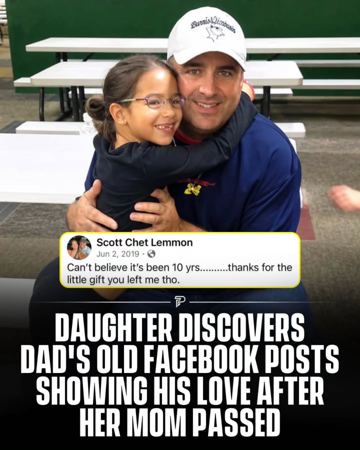 Scott Chet Lemmon
Jun 2, 2019 ·
Can't believe it's been 10 yrs..........thanks for the
little gift you left me tho.
DAUGHTER DISCOVERS
DAD'S OLD FACEBOOK POSTS
SHOWING HIS LOVE AFTER
HER MOM PASSED